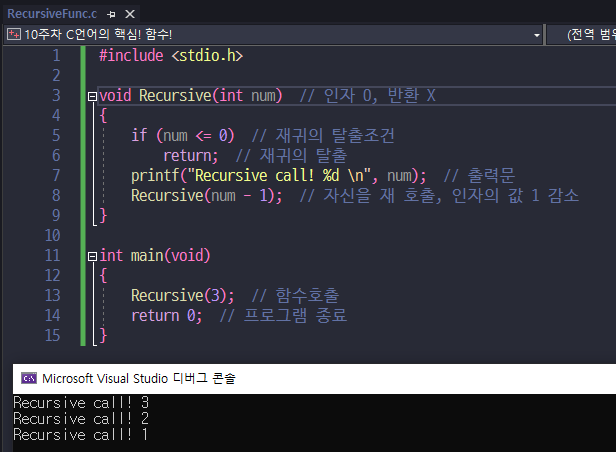 RecursiveFunc.c
10주차 C언어의 핵심! 함수!
(전역 범위
1 #include <stdio.h>
2
3 void Recursive(int num)  // 인자 O, 반환 X
4 {
5     if (num <= 0)  // 재귀의 탈출조건
6         return;  // 재귀의 탈출
7     printf("Recursive call! %d \n", num);  // 출력문
8     Recursive(num - 1);  // 자신을 재 호출, 인자의 값 1 감소
9 }
10
11 int main(void)
12 {
13     Recursive(3);  // 함수호출
14     return 0;  // 프로그램 종료
15 }
Microsoft Visual Studio 디버그 콘솔
Recursive call! 3
Recursive call! 2
Recursive call! 1